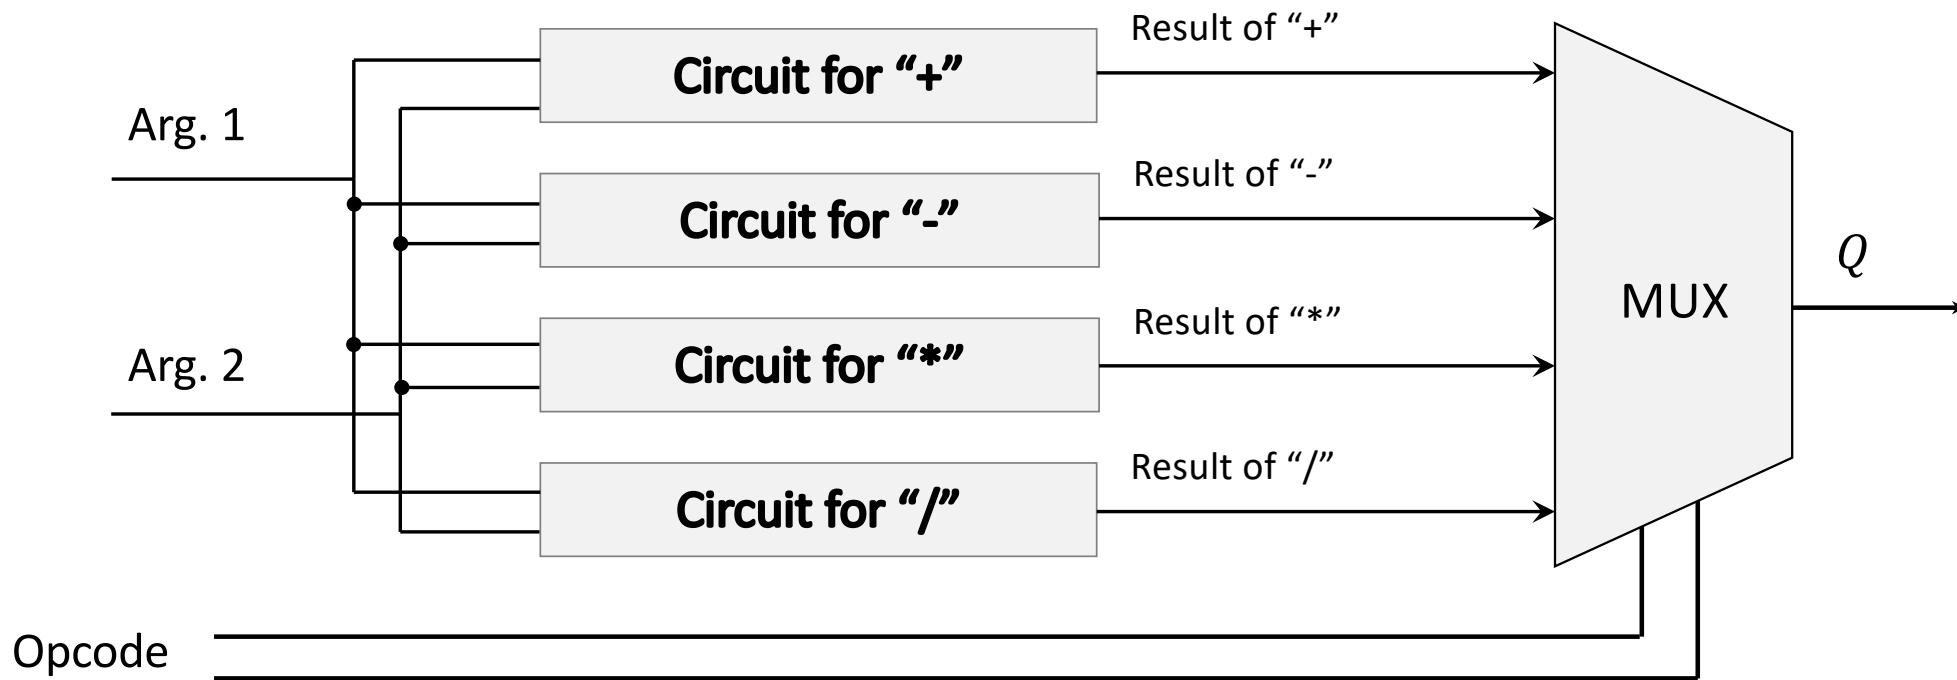 Result of “+”
Circuit for “+”
Arg. 1
Result of “-”
Circuit for “-”
Q
MUX
Result of “*”
Arg. 2
Circuit for “*”
Result of “/”
Circuit for “/”
Opcode